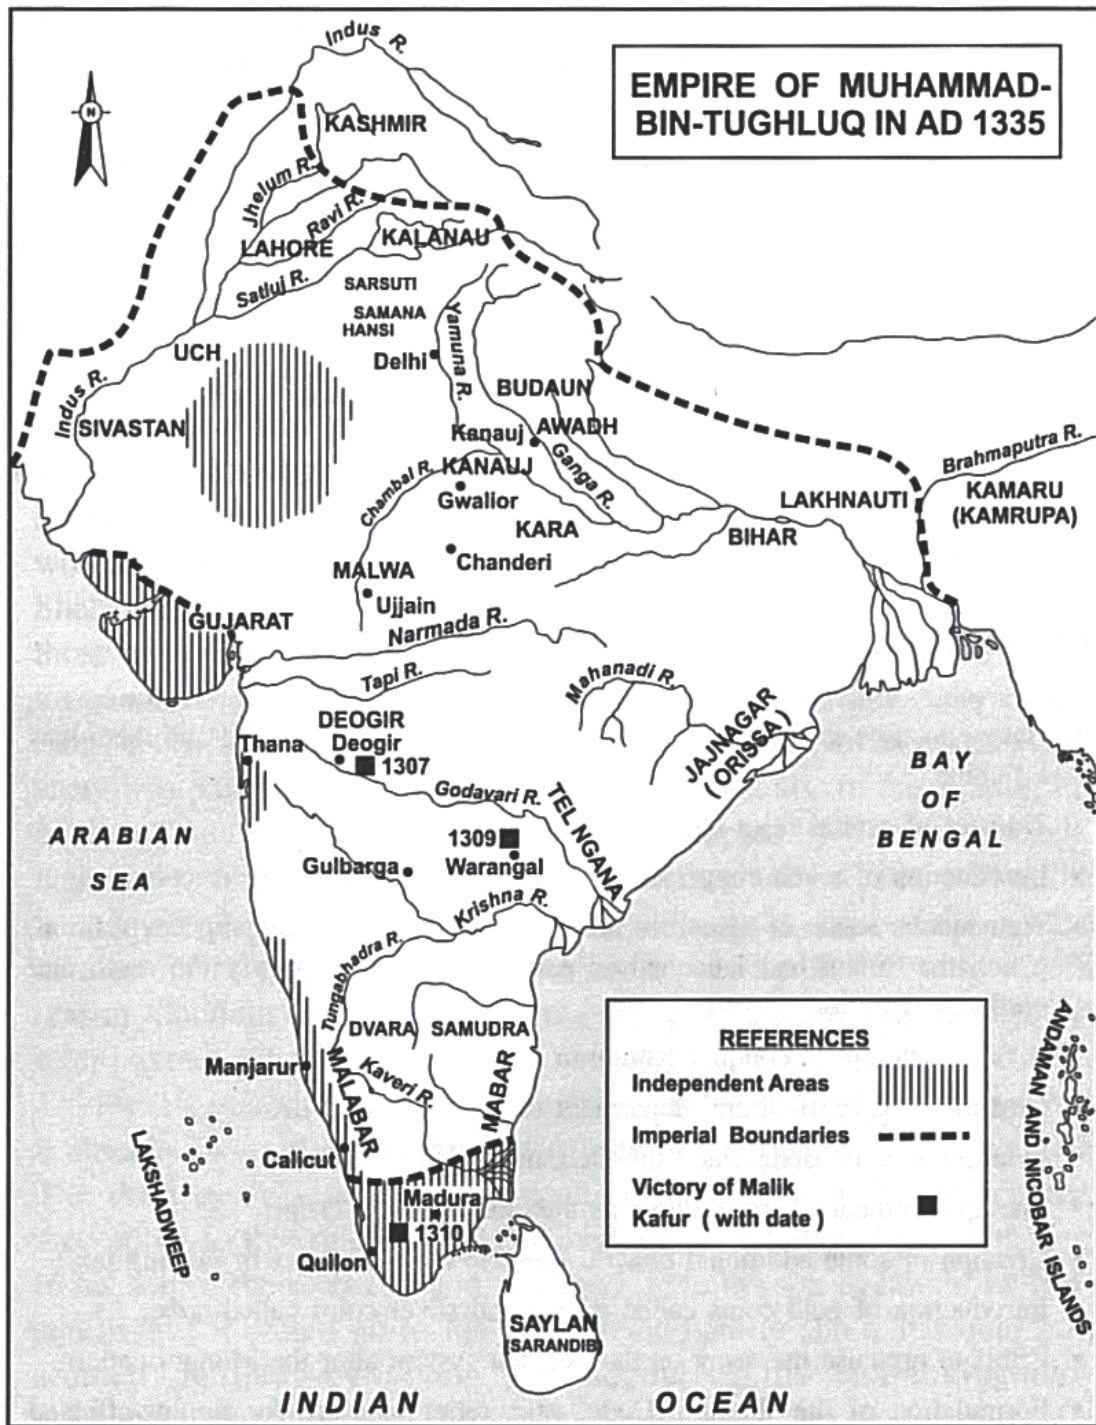 EMPIRE OF MUHAMMAD-
BIN-TUGHLUQ IN AD 1335
Indus R.
N
KASHMIR
Jhelum R.
Ravi R.
LAHORE
KALANAU
Satluj R.
SARSUTI
SAMANA
HANSI
Yamuna R.
UCH
Delhi
Indus R.
BUDAUN
SIVASTAN
Kanauj
AWADH
Brahmaputra R.
Chambal R.
KANAUJ
Ganga R.
Gwalior
LAKHNAUTI
KAMARU
(KAMRUPA)
KARA
BIHAR
Chanderi
MALWA
Ujjain
GUJARAT
Narmada R.
Tapi R.
Mahanadi R.
DEOGIR
Deogir
Thana
1307
JAJNAGAR
(ORISSA)
BAY
OF
BENGAL
Godavari R.
TEL NGANA
ARABIAN
SEA
1309
Warangal
Gulbarga
Krishna R.
Tungabhadra R.
DVARA
SAMUDRA
Manjarur
MALABAR
Kaveri R.
MABAR
Calicut
LAKSHADWEEP
Madura
1310
Quilon
SAYLAN
(SARANDIB)
REFERENCES
Independent Areas
Imperial Boundaries
Victory of Malik
Kafur (with date)
ANDAMAN AND NICOBAR ISLANDS
INDIAN OCEAN